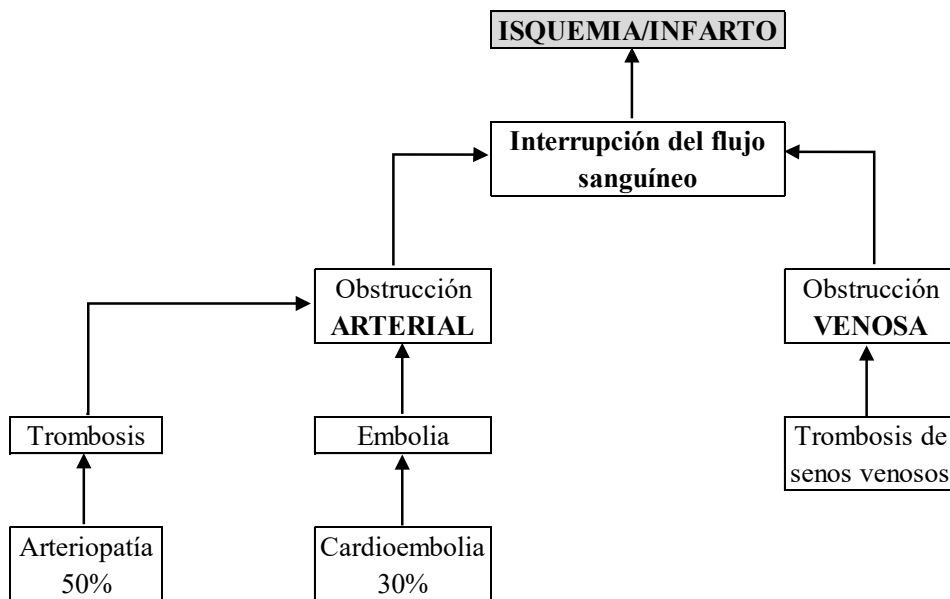 ISQUEMIA/INFARTO
Interrupción del flujo
sanguíneo
Obstrucción
ARTERIAL
Obstrucción
VENOSA
Trombosis
Embolia
Trombosis de
senos venosos
Arteriopatía
50%
Cardioembolia
30%